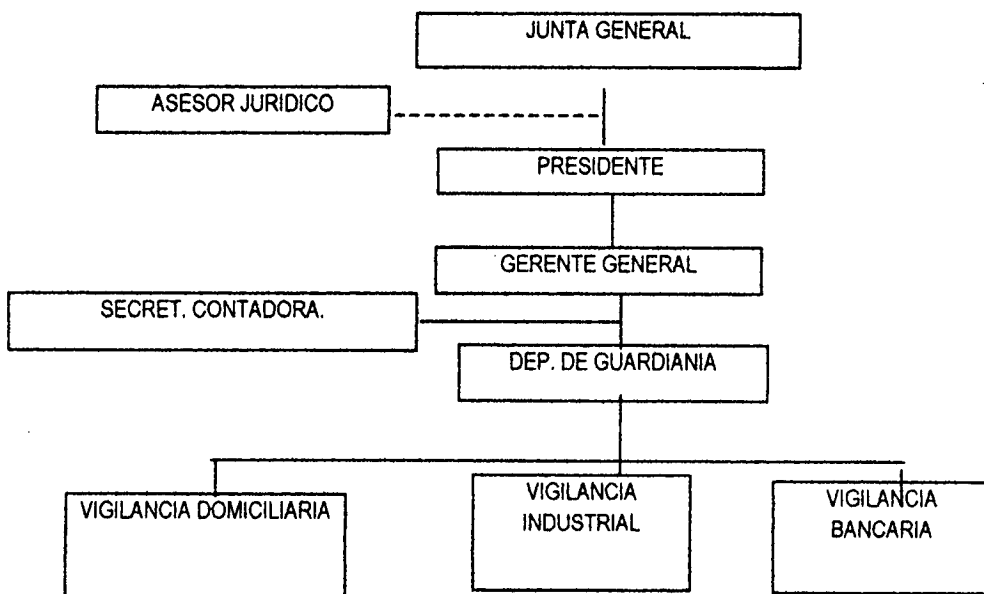 JUNTA GENERAL
ASESOR JURIDICO
PRESIDENTE
GERENTE GENERAL
SECRET. CONTADORA.
DEP. DE GUARDIANIA
VIGILANCIA DOMICILIARIA
VIGILANCIA
INDUSTRIAL
VIGILANCIA
BANCARIA